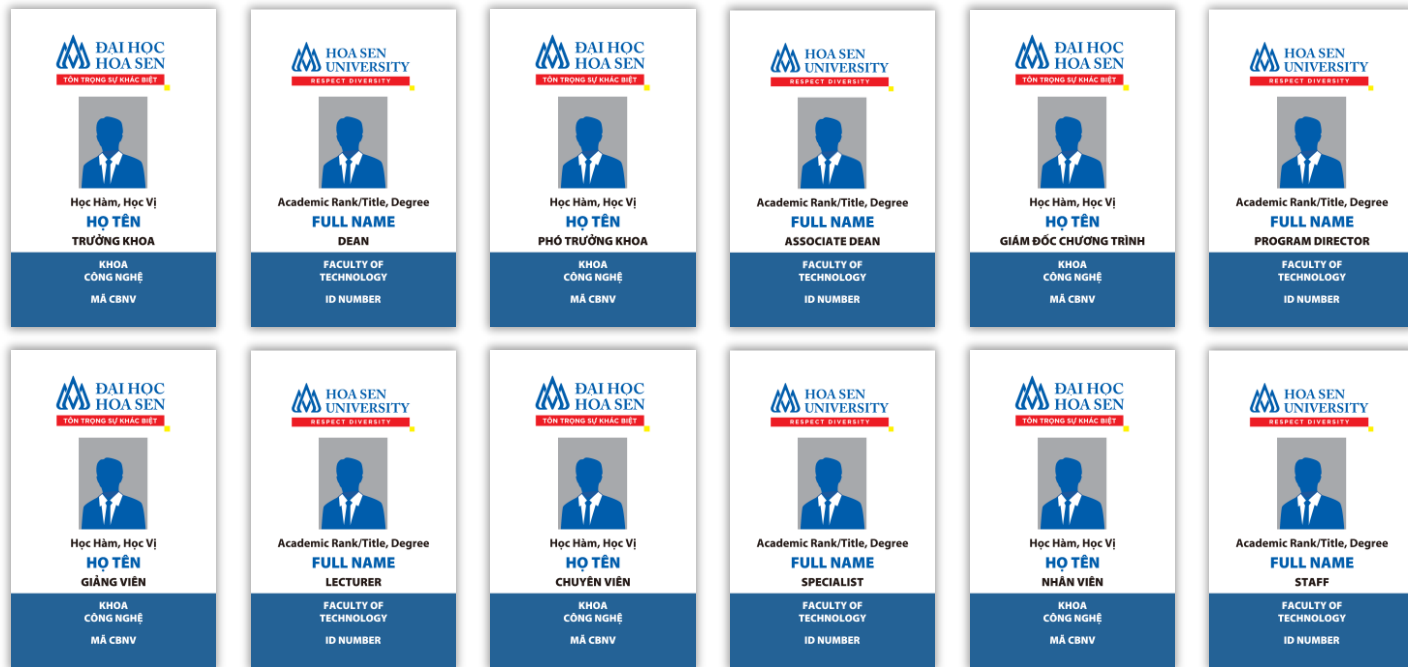 ĐẠI HỌC
HOA SEN
TÔN TRỌNG SỰ KHÁC BIỆT
Học Hàm, Học Vị
HỌ TÊN
TRƯỞNG KHOA
KHOA
CÔNG NGHỆ
MÃ CBNV
HOA SEN
UNIVERSITY
RESPECT DIVERSITY
Academic Rank/Title, Degree
FULL NAME
DEAN
FACULTY OF
TECHNOLOGY
ID NUMBER
ĐẠI HỌC
HOA SEN
TÔN TRỌNG SỰ KHÁC BIỆT
Học Hàm, Học Vị
HỌ TÊN
PHÓ TRƯỞNG KHOA
KHOA
CÔNG NGHỆ
MÃ CBNV
HOA SEN
UNIVERSITY
RESPECT DIVERSITY
Academic Rank/Title, Degree
FULL NAME
ASSOCIATE DEAN
FACULTY OF
TECHNOLOGY
ID NUMBER
ĐẠI HỌC
HOA SEN
TÔN TRỌNG SỰ KHÁC BIỆT
Học Hàm, Học Vị
HỌ TÊN
GIÁM ĐỐC CHƯƠNG TRÌNH
KHOA
CÔNG NGHỆ
MÃ CBNV
HOA SEN
UNIVERSITY
RESPECT DIVERSITY
Academic Rank/Title, Degree
FULL NAME
PROGRAM DIRECTOR
FACULTY OF
TECHNOLOGY
ID NUMBER
ĐẠI HỌC
HOA SEN
TÔN TRỌNG SỰ KHÁC BIỆT
Học Hàm, Học Vị
HỌ TÊN
GIẢNG VIÊN
KHOA
CÔNG NGHỆ
MÃ CBNV
HOA SEN
UNIVERSITY
RESPECT DIVERSITY
Academic Rank/Title, Degree
FULL NAME
LECTURER
FACULTY OF
TECHNOLOGY
ID NUMBER
ĐẠI HỌC
HOA SEN
TÔN TRỌNG SỰ KHÁC BIỆT
Học Hàm, Học Vị
HỌ TÊN
CHUYÊN VIÊN
KHOA
CÔNG NGHỆ
MÃ CBNV
HOA SEN
UNIVERSITY
RESPECT DIVERSITY
Academic Rank/Title, Degree
FULL NAME
SPECIALIST
FACULTY OF
TECHNOLOGY
ID NUMBER
ĐẠI HỌC
HOA SEN
TÔN TRỌNG SỰ KHÁC BIỆT
Học Hàm, Học Vị
HỌ TÊN
NHÂN VIÊN
KHOA
CÔNG NGHỆ
MÃ CBNV
HOA SEN
UNIVERSITY
RESPECT DIVERSITY
Academic Rank/Title, Degree
FULL NAME
STAFF
FACULTY OF
TECHNOLOGY
ID NUMBER